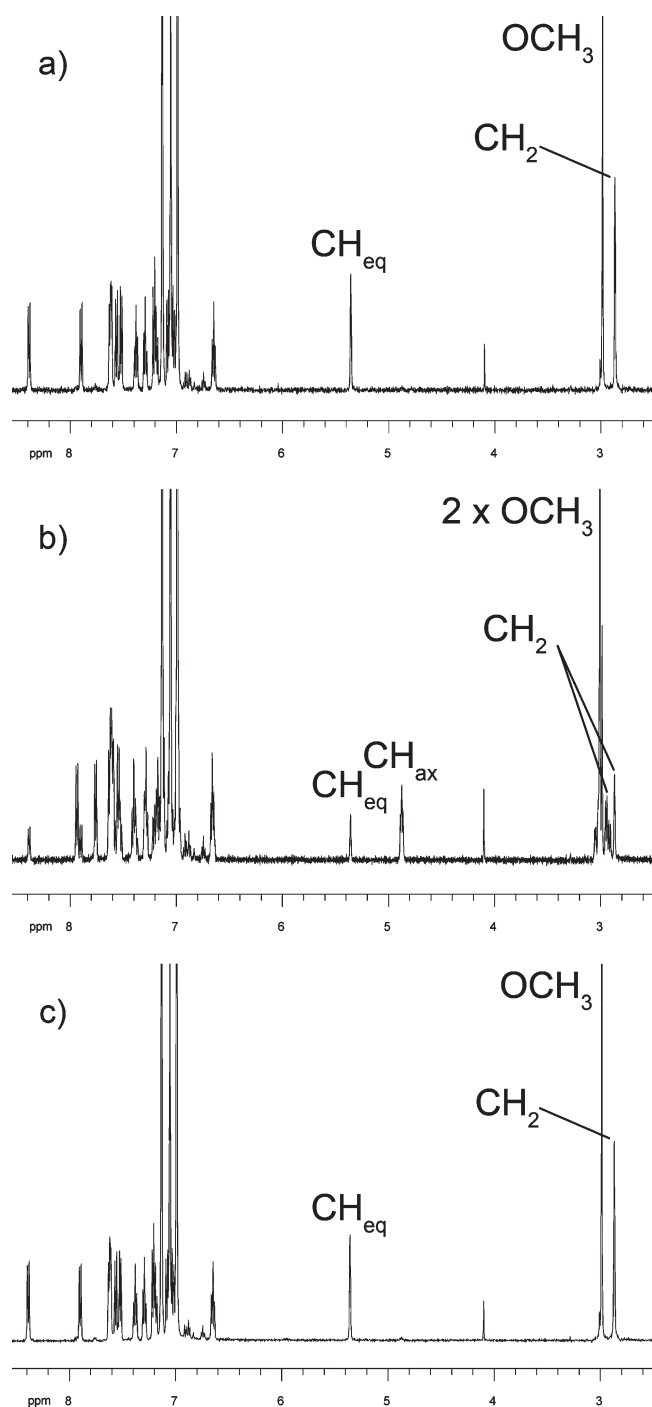 a)
OCH₃
CH₂
CHeq
ppm 8 7 6 5 4 3
b)
2 x OCH₃
CH₂
CHax
CHeq
ppm 8 7 6 5 4 3
c)
OCH₃
CH₂
CHeq
ppm 8 7 6 5 4 3